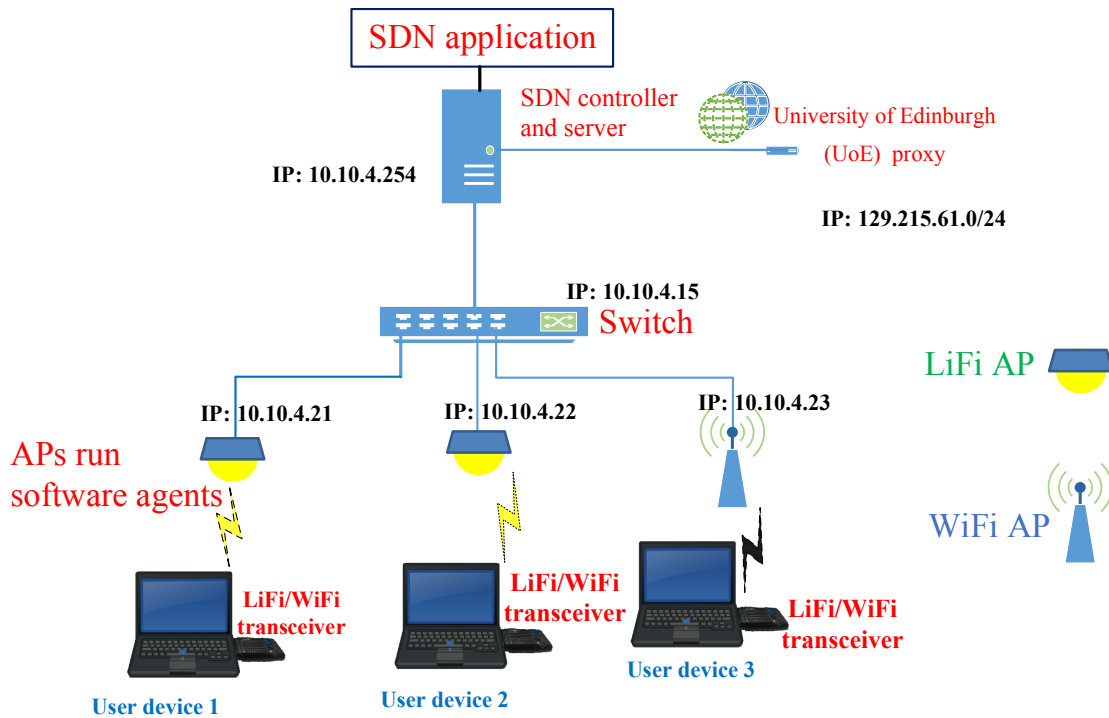 SDN application
SDN controller
and server
University of Edinburgh
(UoE) proxy
IP: 10.10.4.254
IP: 129.215.61.0/24
IP: 10.10.4.15
Switch
LiFi AP
IP: 10.10.4.21
IP: 10.10.4.22
IP: 10.10.4.23
APs run
software agents
WiFi AP
LiFi/WiFi
transceiver
LiFi/WiFi
transceiver
LiFi/WiFi
transceiver
User device 1
User device 2
User device 3